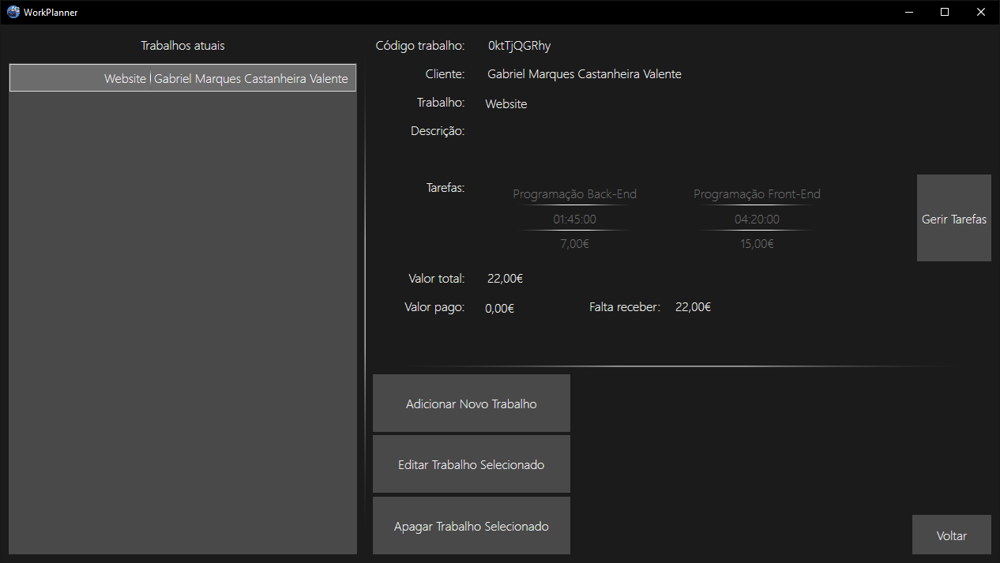 WorkPlanner
Trabalhos atuais
Website | Gabriel Marques Castanheira Valente
Código trabalho: 0ktTjQGRhy
Cliente: Gabriel Marques Castanheira Valente
Trabalho: Website
Descrição:
Tarefas:
Programação Back-End
01:45:00
7,00€
Programação Front-End
04:20:00
15,00€
Gerir Tarefas
Valor total: 22,00€
Valor pago: 0,00€
Falta receber: 22,00€
Adicionar Novo Trabalho
Editar Trabalho Selecionado
Apagar Trabalho Selecionado
Voltar